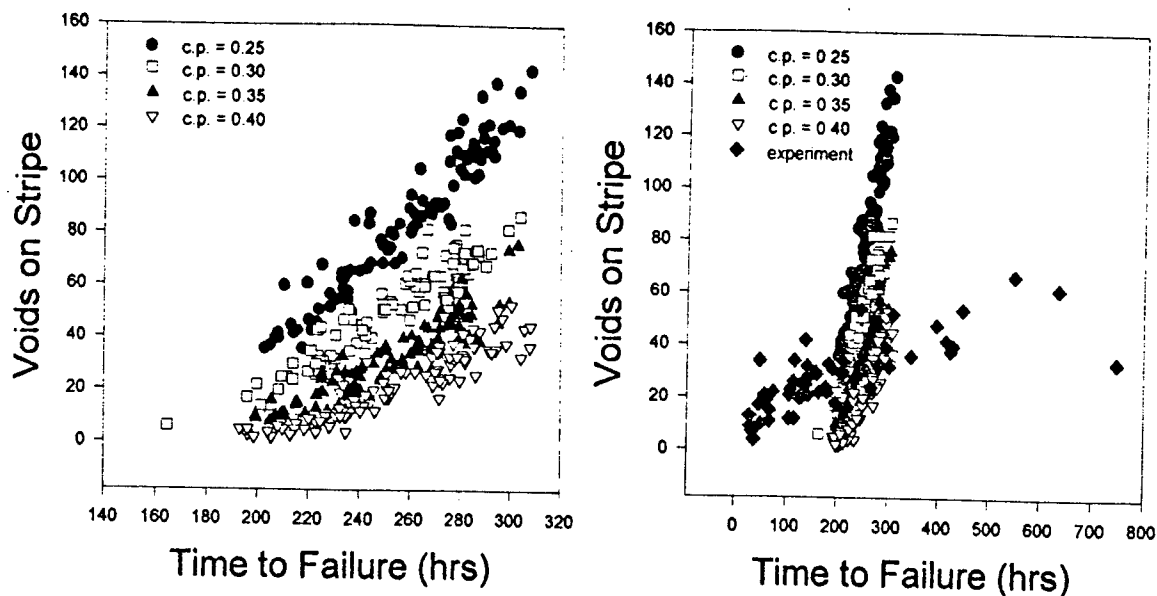 160
140
120
100
80
60
40
20
0
Voids on Stripe
c.p. = 0.25
c.p. = 0.30
c.p. = 0.35
c.p. = 0.40
140 160 180 200 220 240 260 280 300 320
Time to Failure (hrs)
160
140
120
100
80
60
40
20
0
Voids on Stripe
c.p. = 0 25
c.p. = 0.30
c.p. = 0 35
c p. = 0 40
experiment
0 100 200 300 400 500 600 700 800
Time to Failure (hrs)